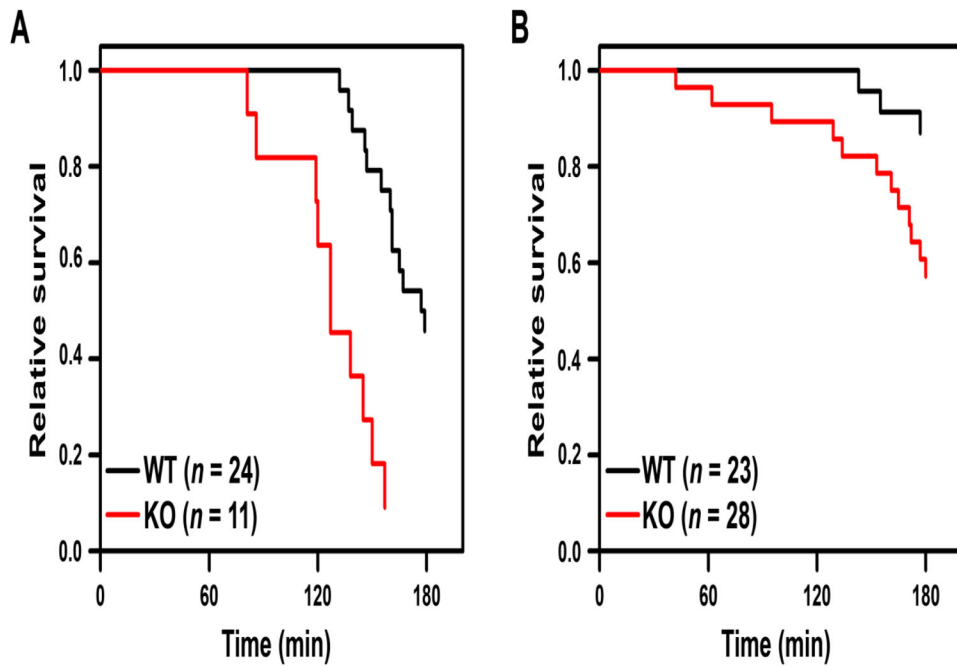 A
Relative survival
1.0
0.8
0.6
0.4
0.2
0.0
WT (n = 24)
KO (n = 11)
0 60 120 180
Time (min)
B
Relative survival
1.0
0.8
0.6
0.4
0.2
0.0
WT (n = 23)
KO (n = 28)
0 60 120 180
Time (min)